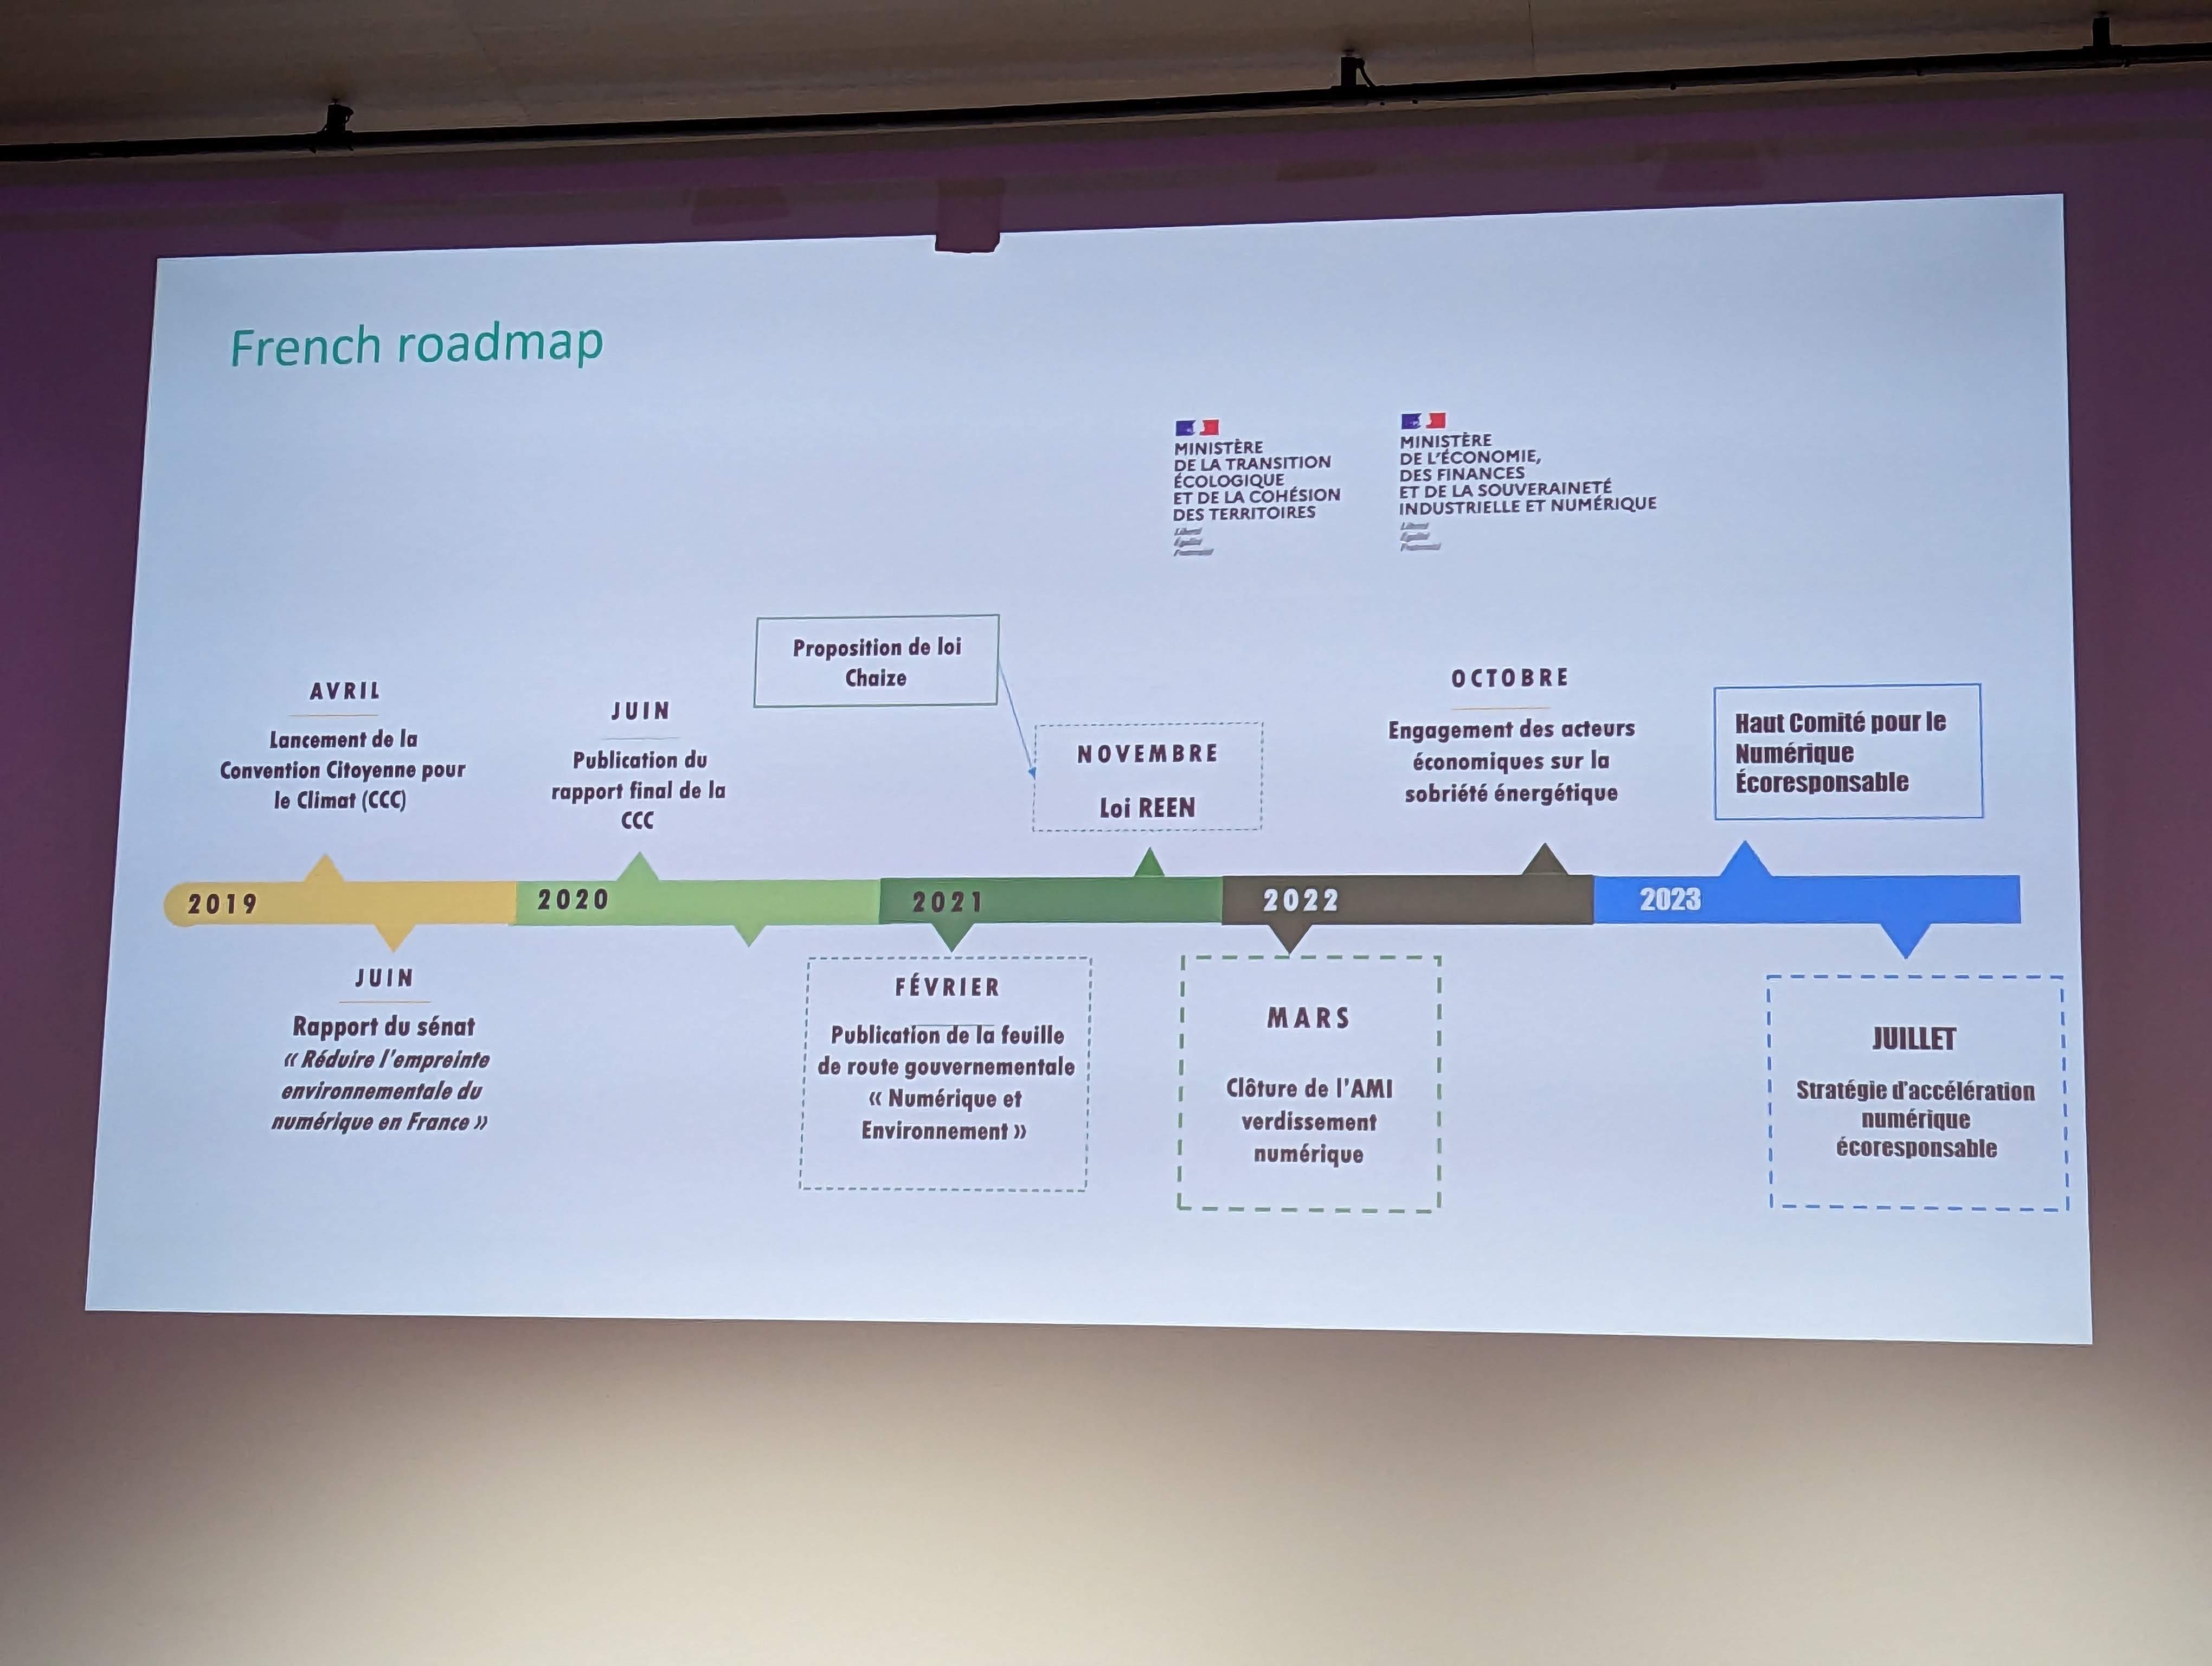 French roadmap
MINISTÈRE
DE LA TRANSITION
ÉCOLOGIQUE
ET DE LA COHÉSION
DES TERRITOIRES
Liberté
Égalité
Fraternité
MINISTÈRE
DE L'ÉCONOMIE,
DES FINANCES
ET DE LA SOUVERAINETÉ
INDUSTRIELLE ET NUMÉRIQUE
Liberté
Égalité
Fraternité
AVRIL
Lancement de la
Convention Citoyenne pour
le Climat (CCC)
JUIN
Publication du
rapport final de la
CCC
Proposition de loi
Chaize
NOVEMBRE
Loi REEN
OCTOBRE
Engagement des acteurs
économiques sur la
sobriété énergétique
Haut Comité pour le
Numérique
Écoresponsable
2019
2020
2021
2022
2023
JUIN
Rapport du sénat
« Réduire l'empreinte
environnementale du
numérique en France »
FÉVRIER
Publication de la feuille
de route gouvernementale
« Numérique et
Environnement »
MARS
Clôture de l'AMI
verdissement
numérique
JUILLET
Stratégie d'accélération
numérique
écoresponsable